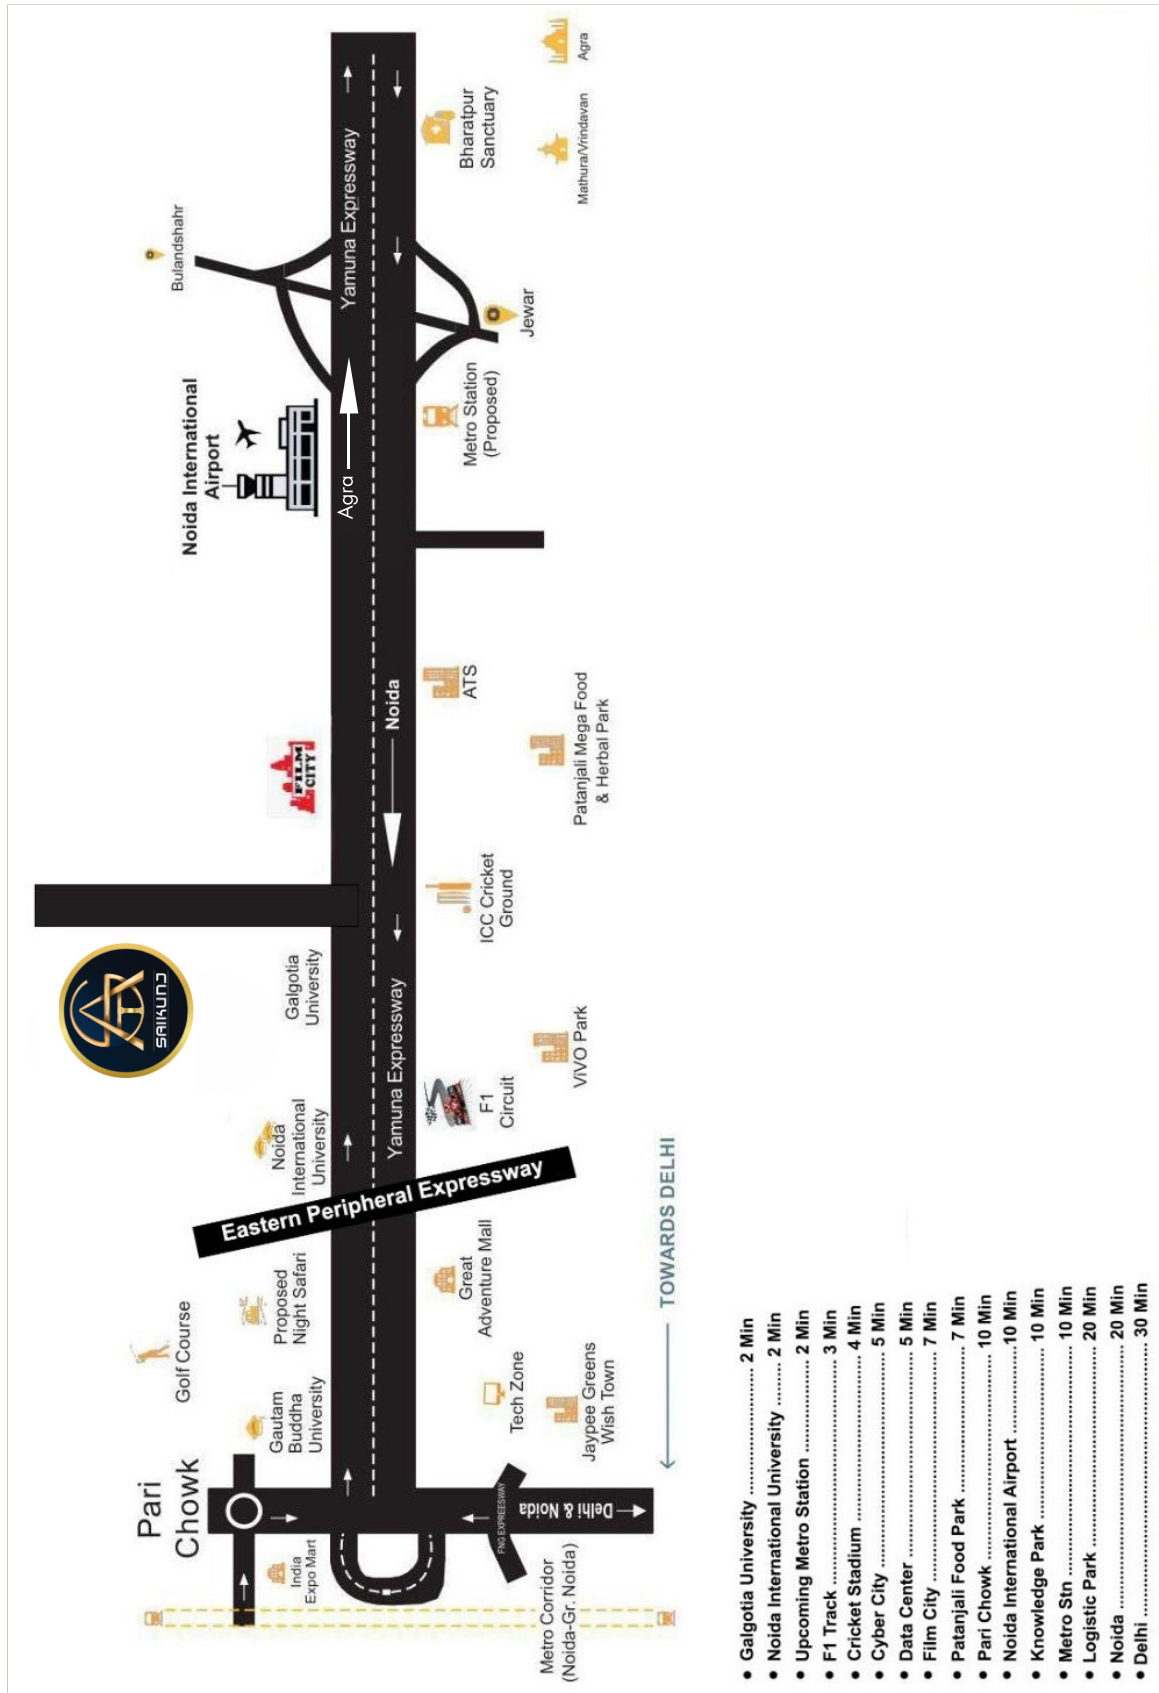 Agra
Mathura/Vrindavan
Bharatpur
Sanctuary
Yamuna Expressway
Bulandshahr
Jewar
Metro Station
(Proposed)
Noida International
Airport
Agra
ATS
Noida
Patanjali Mega Food
& Herbal Park
FILM
CITY
ICC Cricket
Ground
Galgotia
University
SAIKUNJ
Yamuna Expressway
ViVO Park
F1
Circuit
Noida
International
University
Eastern Peripheral Expressway
TOWARDS DELHI
Great
Adventure Mall
Proposed
Night Safari
Golf Course
Gautam
Buddha
University
Tech Zone
Jaypee Greens
Wish Town
Pari
Chowk
FNG EXPREESWAY
Delhi & Noida
India
Expo Mart
Metro Corridor
(Noida-Gr. Noida)
• Galgotia University ........................ 2 Min
• Noida International University ........ 2 Min
• Upcoming Metro Station ................ 2 Min
• F1 Track ........................................ 3 Min
• Cricket Stadium ............................ 4 Min
• Cyber City ..................................... 5 Min
• Data Center ................................... 5 Min
• Film City ........................................ 7 Min
• Patanjali Food Park ....................... 7 Min
• Pari Chowk ................................... 10 Min
• Noida International Airport ............10 Min
• Knowledge Park ........................... 10 Min
• Metro Stn ..................................... 10 Min
• Logistic Park ................................ 20 Min
• Noida ............................................ 20 Min
• Delhi ............................................. 30 Min